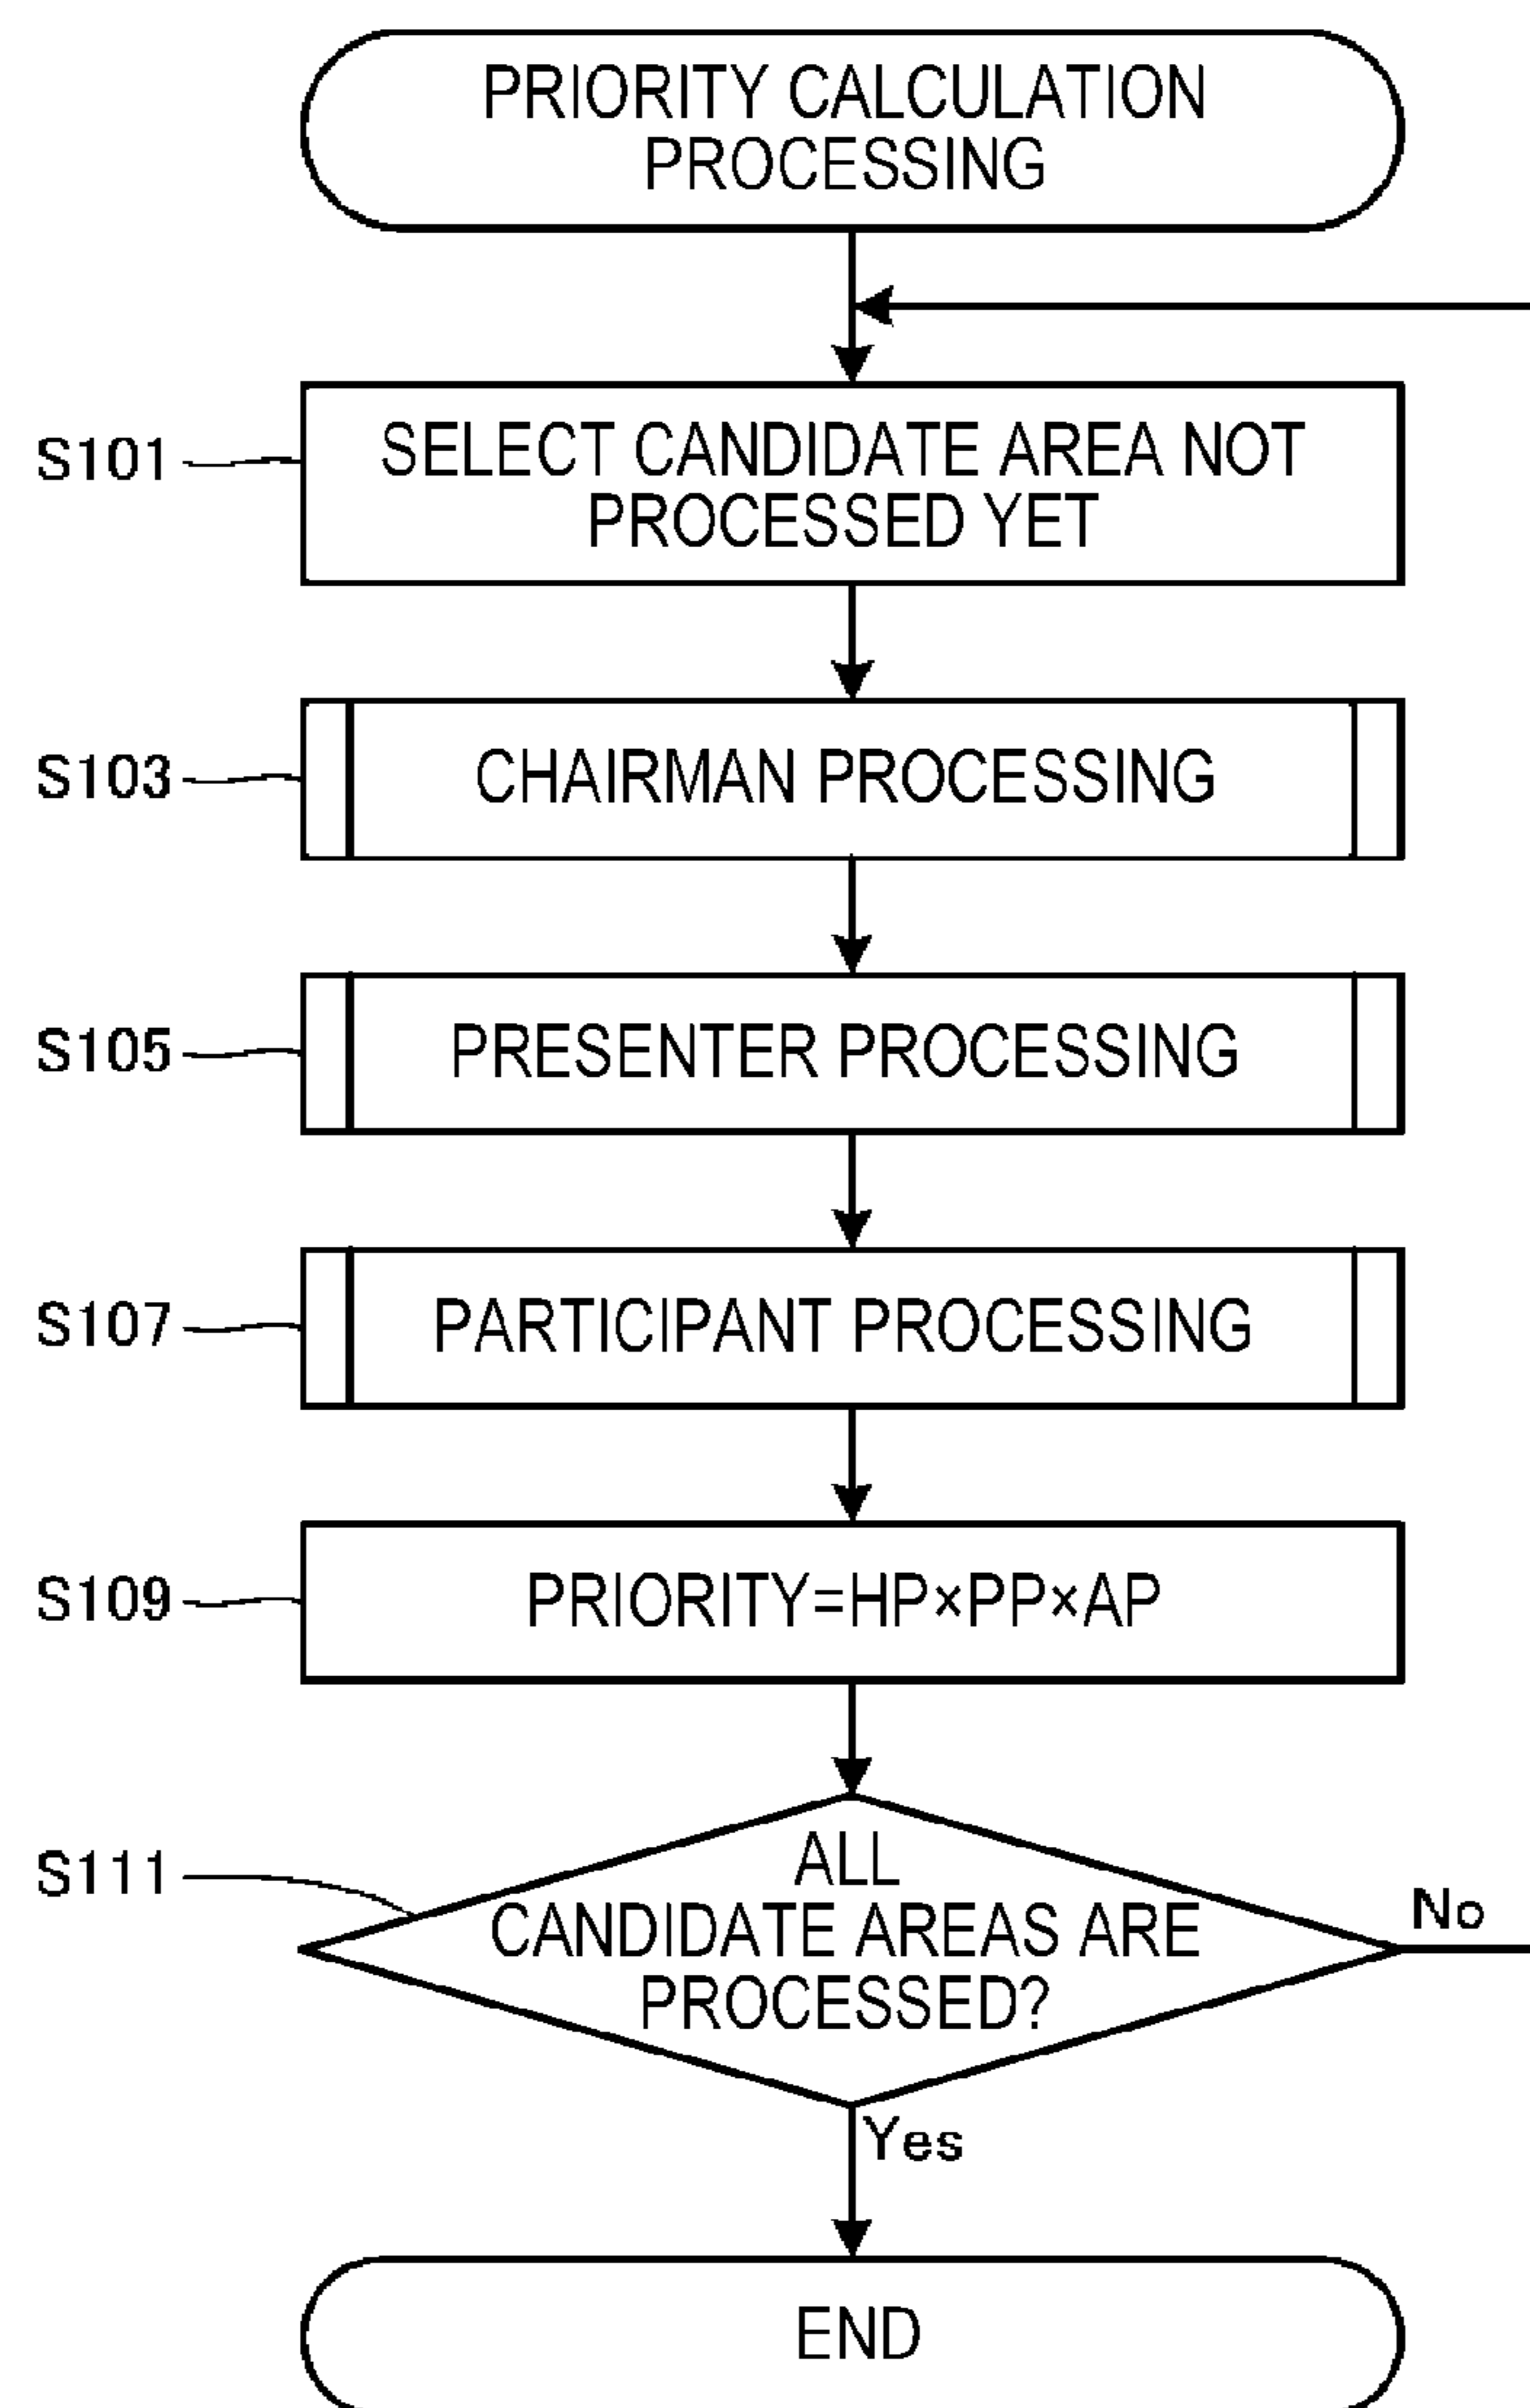 PRIORITY CALCULATION
PROCESSING
S101
SELECT CANDIDATE AREA NOT
PROCESSED YET
S103
CHAIRMAN PROCESSING
S105
PRESENTER PROCESSING
S107
PARTICIPANT PROCESSING
S109
PRIORITY=HP×PP×AP
S111
ALL
CANDIDATE AREAS ARE
PROCESSED?
No
Yes
END